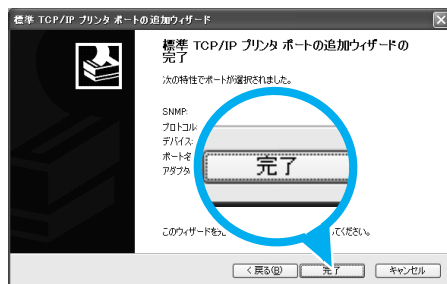 標準 TCP/IP プリンタ ポートの追加ウィザード
標準 TCP/IP プリンタ ポートの追加ウィザードの
完了
次の特性でポートが選択されました。
SNMP:
プロトコル
デバイス:
ポート名
アダプタ
完了
このウィザードを
てください。
< 戻る(B)
完了
キャンセル